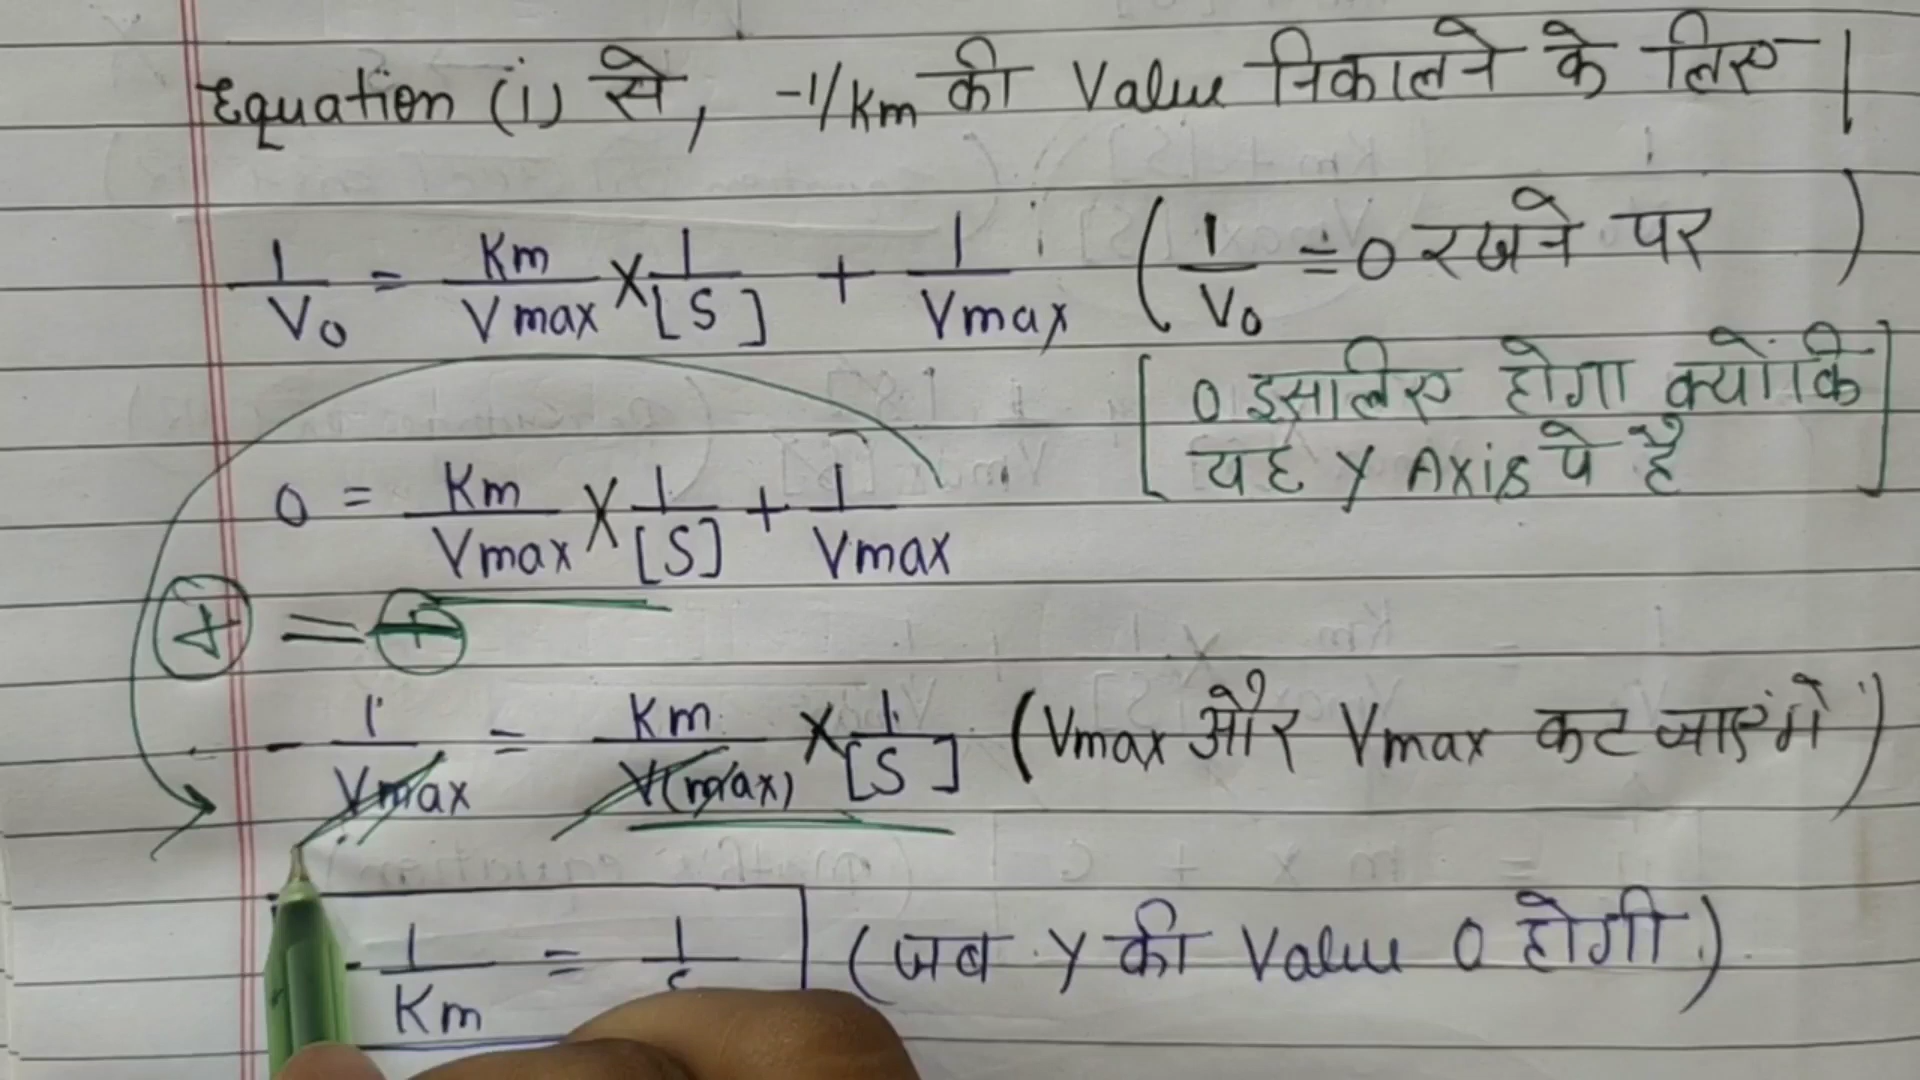 Equation (i) से, -1/Km की Value निकालने के लिए |
1/V₀ = Km/Vmax X 1/[S] + 1/Vmax (1/V₀ = 0 रखने पर)
[0 इसलिए होगा क्योंकि
यह Y Axis पे है]
0 = Km/Vmax X 1/[S] + 1/Vmax
+ = -
- 1/Vmax = Km/V(max) X 1/[S] (Vmax और Vmax कट जाएंगे)
- 1/Km = 1/S (जब Y की Value 0 होगी)